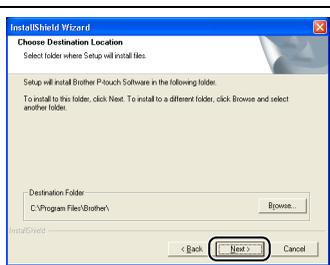 InstallShield Wizard
Choose Destination Location
Select folder where Setup will install files.
Setup will install Brother P-touch Software in the following folder.
To install to this folder, click Next. To install to a different folder, click Browse and select
another folder.
Destination Folder
C:\Program Files\Brother\
Browse...
InstallShield
< Back
Next >
Cancel